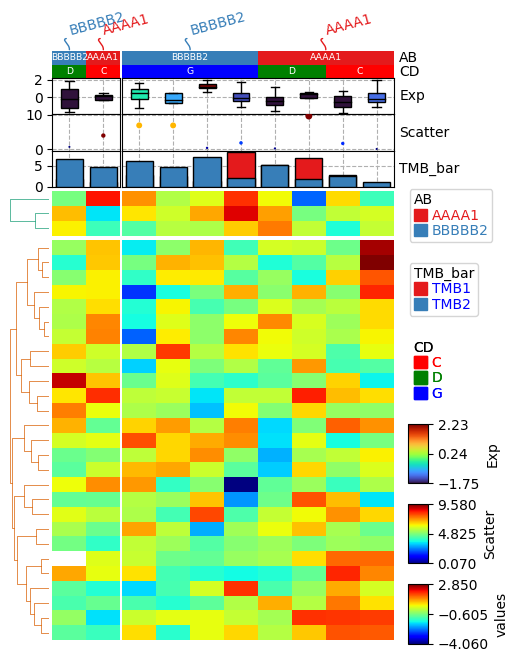 BBBBB2 AAAA1 BBBBB2 AAAA1
BBBBB2 AAAA1 BBBBB2 AAAA1 AB
D C G D C CD
2
0
Exp
10
0
Scatter
5
0
TMB_bar
AB
AAAA1
BBBBB2
TMB_bar
TMB1
TMB2
CD
C
D
G
2.23
0.24
−1.75
Exp
9.580
4.825
0.070
Scatter
2.850
−0.605
−4.060
values